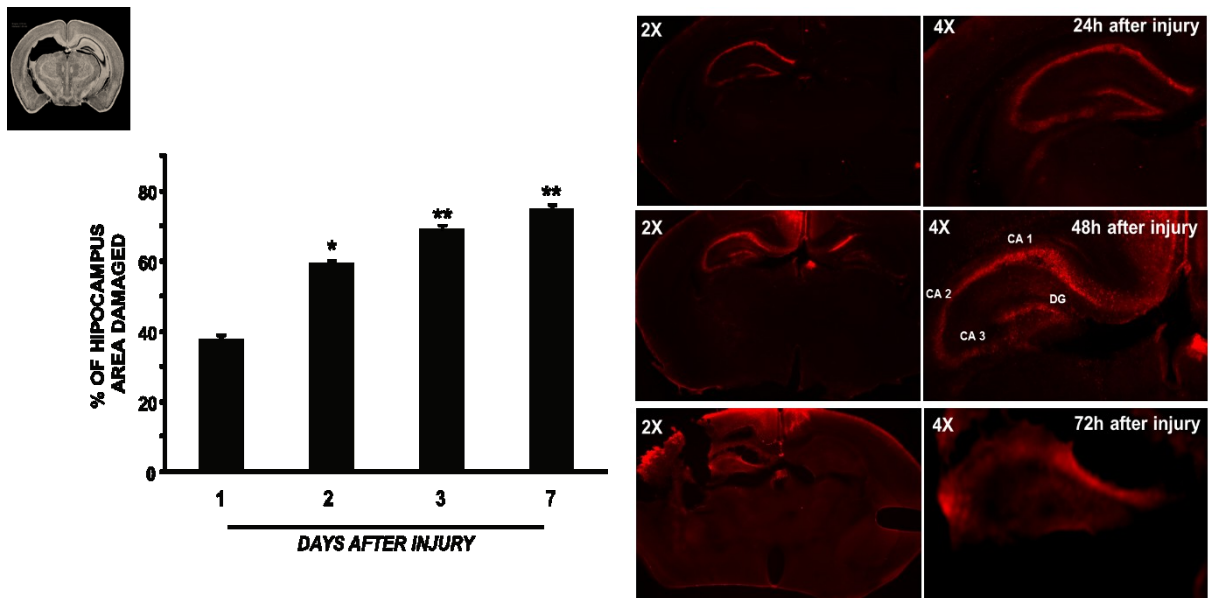 % OF HIPOCAMPUS
AREA DAMAGED
80
60
40
20
0
*
**
**
1 2 3 7
DAYS AFTER INJURY
2X
4X 24h after injury
2X
4X 48h after injury
CA 1
CA 2
DG
CA 3
2X
4X 72h after injury